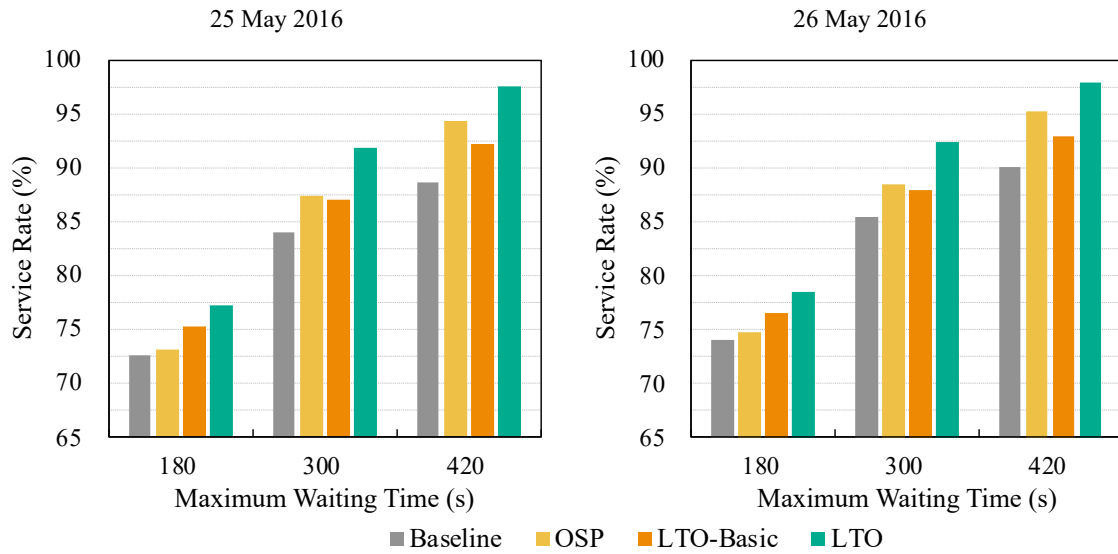 25 May 2016
100
95
90
85
80
75
70
65
Service Rate (%)
180 300 420
Maximum Waiting Time (s)
26 May 2016
100
95
90
85
80
75
70
65
Service Rate (%)
180 300 420
Maximum Waiting Time (s)
Baseline OSP LTO-Basic LTO